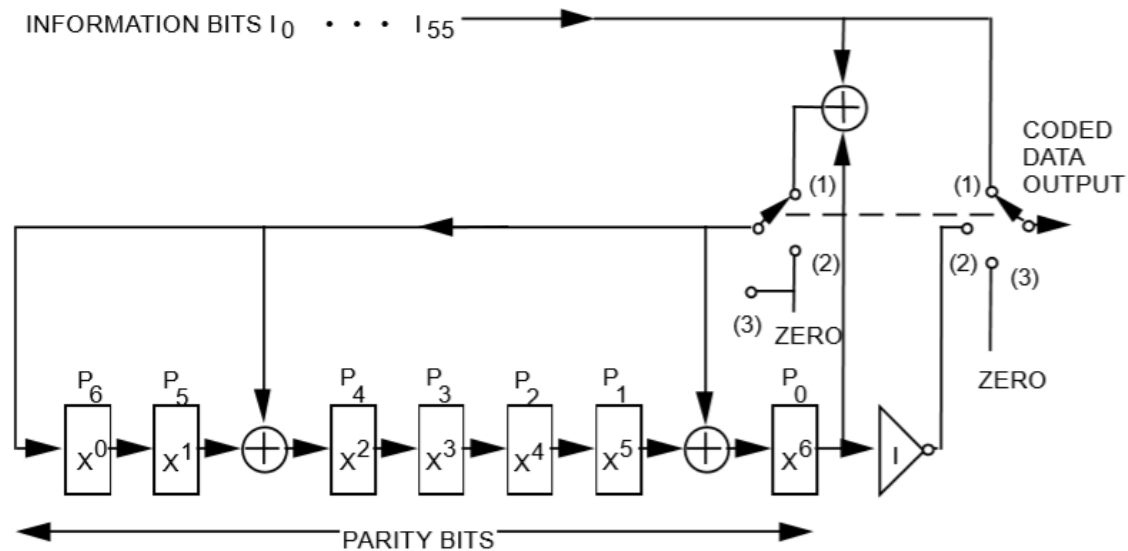 INFORMATION BITS I0 · · · I55
CODED
DATA
OUTPUT
(1)
(1)
(2)
(2)
(3)
(3)
ZERO
ZERO
P6 P5 P4 P3 P2 P1 P0
X0 X1 X2 X3 X4 X5 X6 I
PARITY BITS